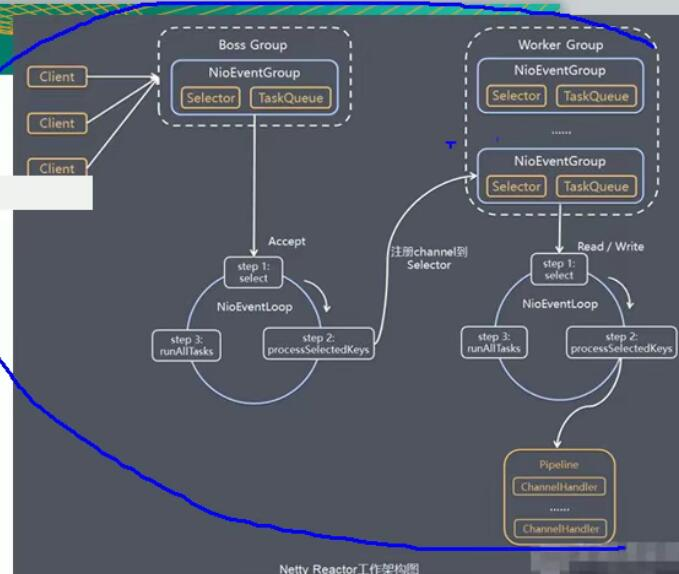 Boss Group
NioEventGroup
Selector
TaskQueue
Worker Group
NioEventGroup
Selector
TaskQueue
......
NioEventGroup
Selector
TaskQueue
Client
Client
Client
Accept
step 1:
select
NioEventLoop
step 2:
processSelectedKeys
step 3:
runAllTasks
注册channel到
Selector
Read / Write
step 1:
select
NioEventLoop
step 2:
processSelectedKeys
step 3:
runAllTasks
Pipeline
ChannelHandler
......
ChannelHandler
Netty Reactor工作架构图